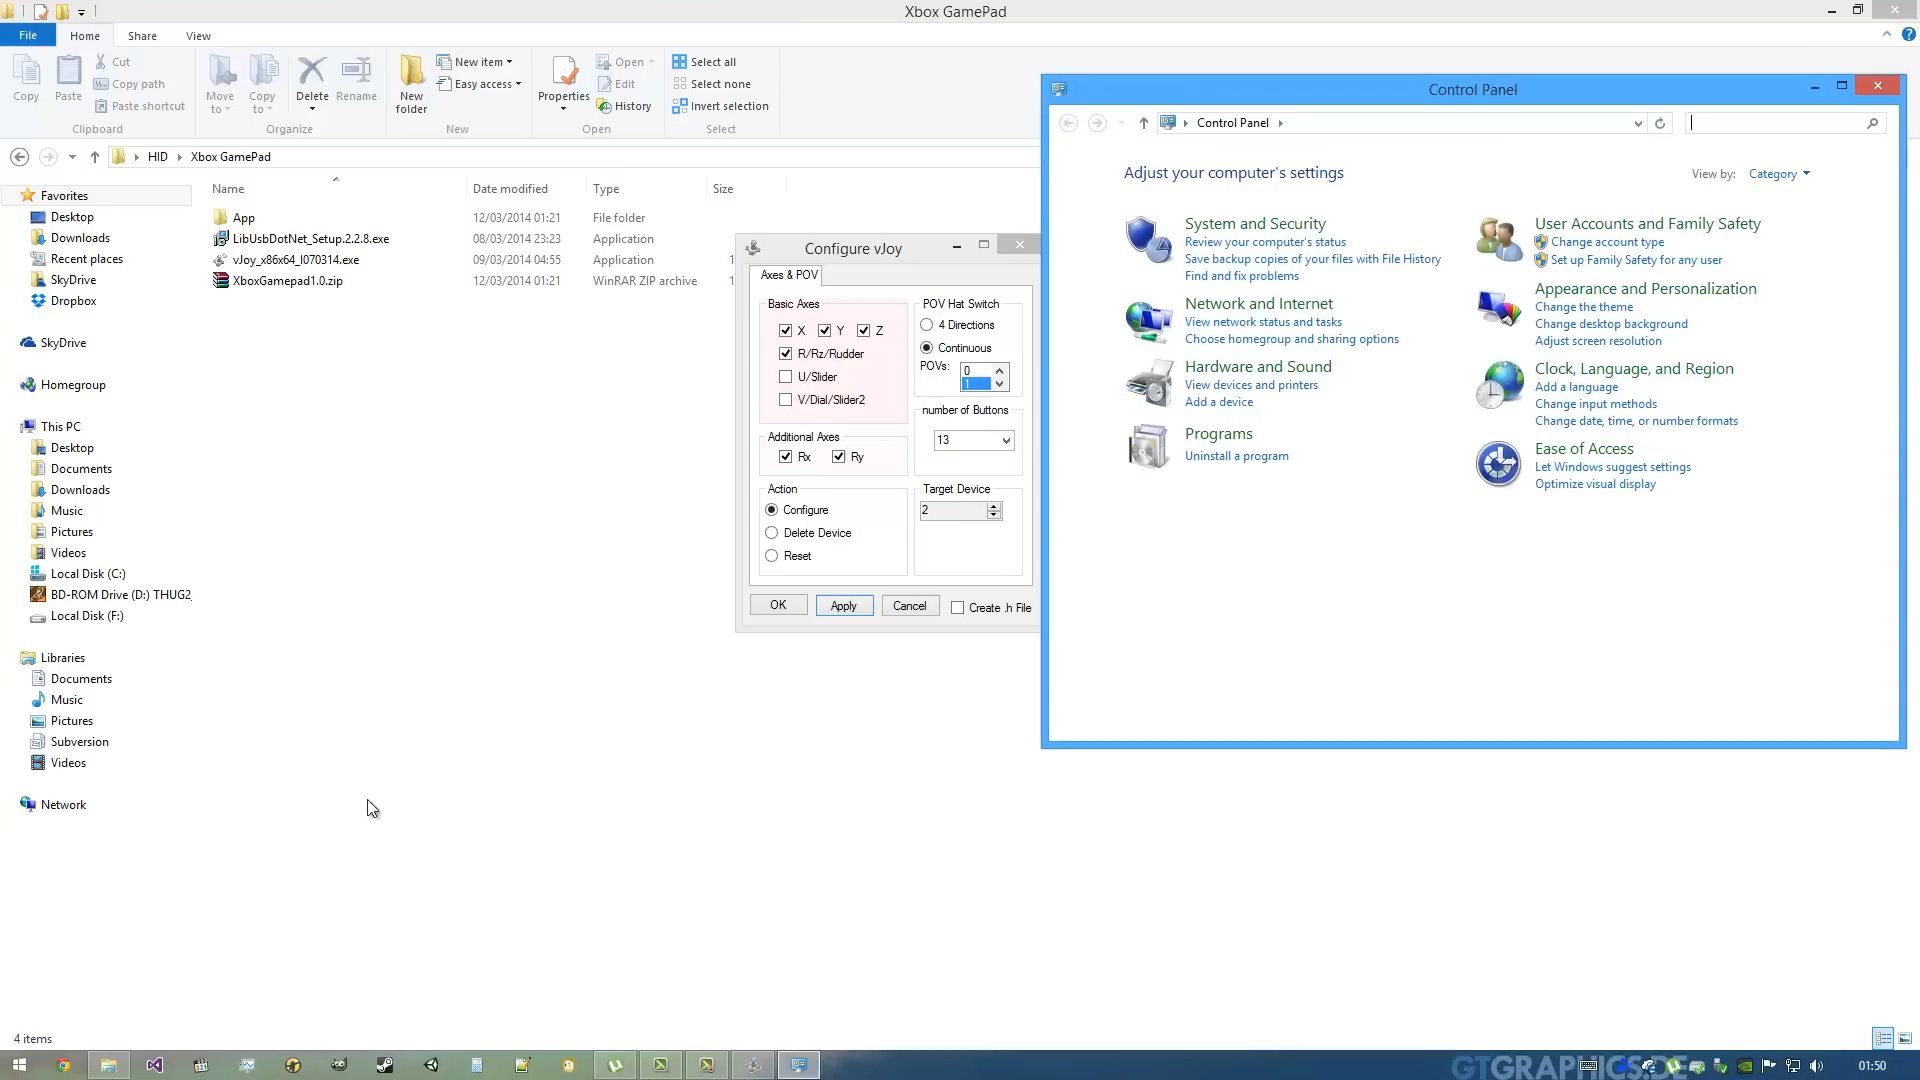 Xbox GamePad
File
Home
Share
View
Copy
Paste
Cut
Copy path
Paste shortcut
Clipboard
Move to
Copy to
Delete
Rename
Organize
New folder
New item
Easy access
New
Properties
Open
Edit
History
Open
Select all
Select none
Invert selection
Select
HID
Xbox GamePad
Name
Date modified
Type
Size
App 12/03/2014 01:21 File folder
LibUsbDotNet_Setup.2.2.8.exe 08/03/2014 23:23 Application
vJoy_x86x64_I070314.exe 09/03/2014 04:55 Application 1
XboxGamepad1.0.zip 12/03/2014 01:21 WinRAR ZIP archive 1
Favorites
Desktop
Downloads
Recent places
SkyDrive
Dropbox
SkyDrive
Homegroup
This PC
Desktop
Documents
Downloads
Music
Pictures
Videos
Local Disk (C:)
BD-ROM Drive (D:) THUG2
Local Disk (F:)
Libraries
Documents
Music
Pictures
Subversion
Videos
Network
4 items
Configure vJoy
Axes & POV
Basic Axes
X Y Z
R/Rz/Rudder
U/Slider
V/Dial/Slider2
Additional Axes
Rx Ry
Action
Configure
Delete Device
Reset
POV Hat Switch
4 Directions
Continuous
POVs: 0
1
number of Buttons
13
Target Device
2
OK
Apply
Cancel
Create .h File
Control Panel
Control Panel
Adjust your computer's settings
View by: Category
System and Security
Review your computer's status
Save backup copies of your files with File History
Find and fix problems
Network and Internet
View network status and tasks
Choose homegroup and sharing options
Hardware and Sound
View devices and printers
Add a device
Programs
Uninstall a program
User Accounts and Family Safety
Change account type
Set up Family Safety for any user
Appearance and Personalization
Change the theme
Change desktop background
Adjust screen resolution
Clock, Language, and Region
Add a language
Change input methods
Change date, time, or number formats
Ease of Access
Let Windows suggest settings
Optimize visual display
GTGRAPHICS.DE
01:50